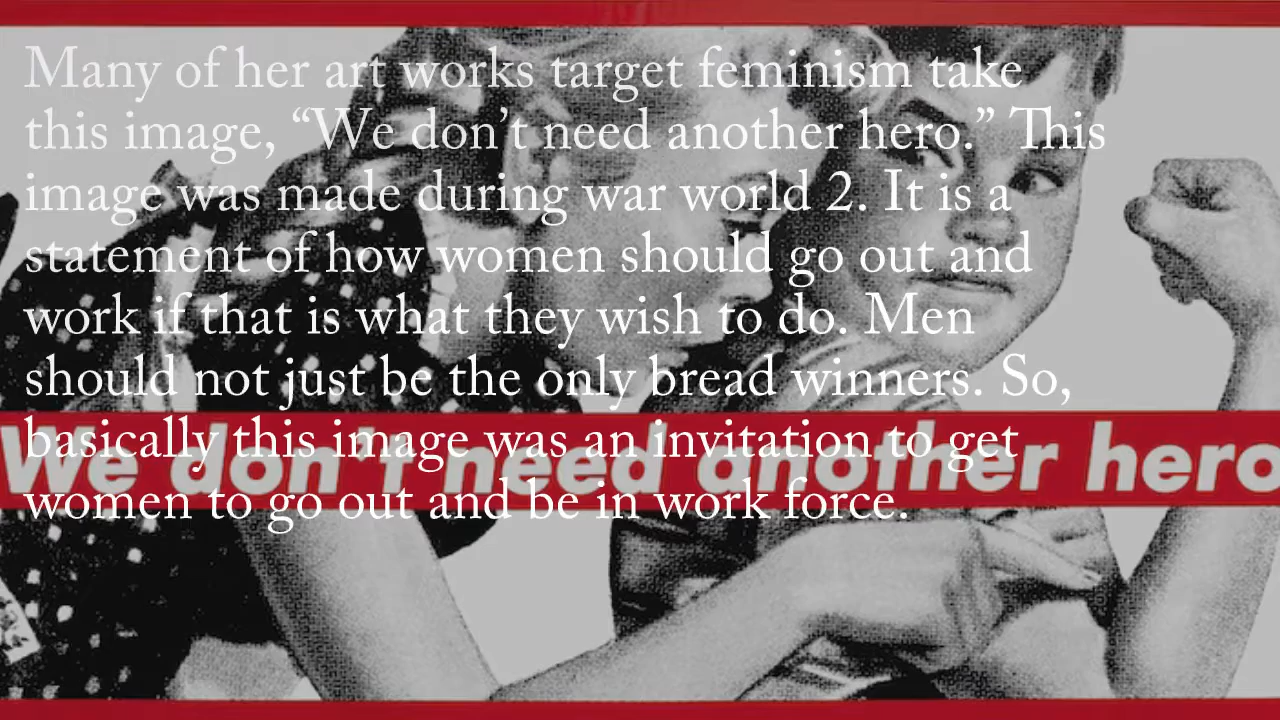 Many of her art works target feminism take
this image, “We don’t need another hero.” This
image was made during war world 2. It is a
statement of how women should go out and
work if that is what they wish to do. Men
should not just be the only bread winners. So,
basically this image was an invitation to get
women to go out and be in work force.
We don't need another hero